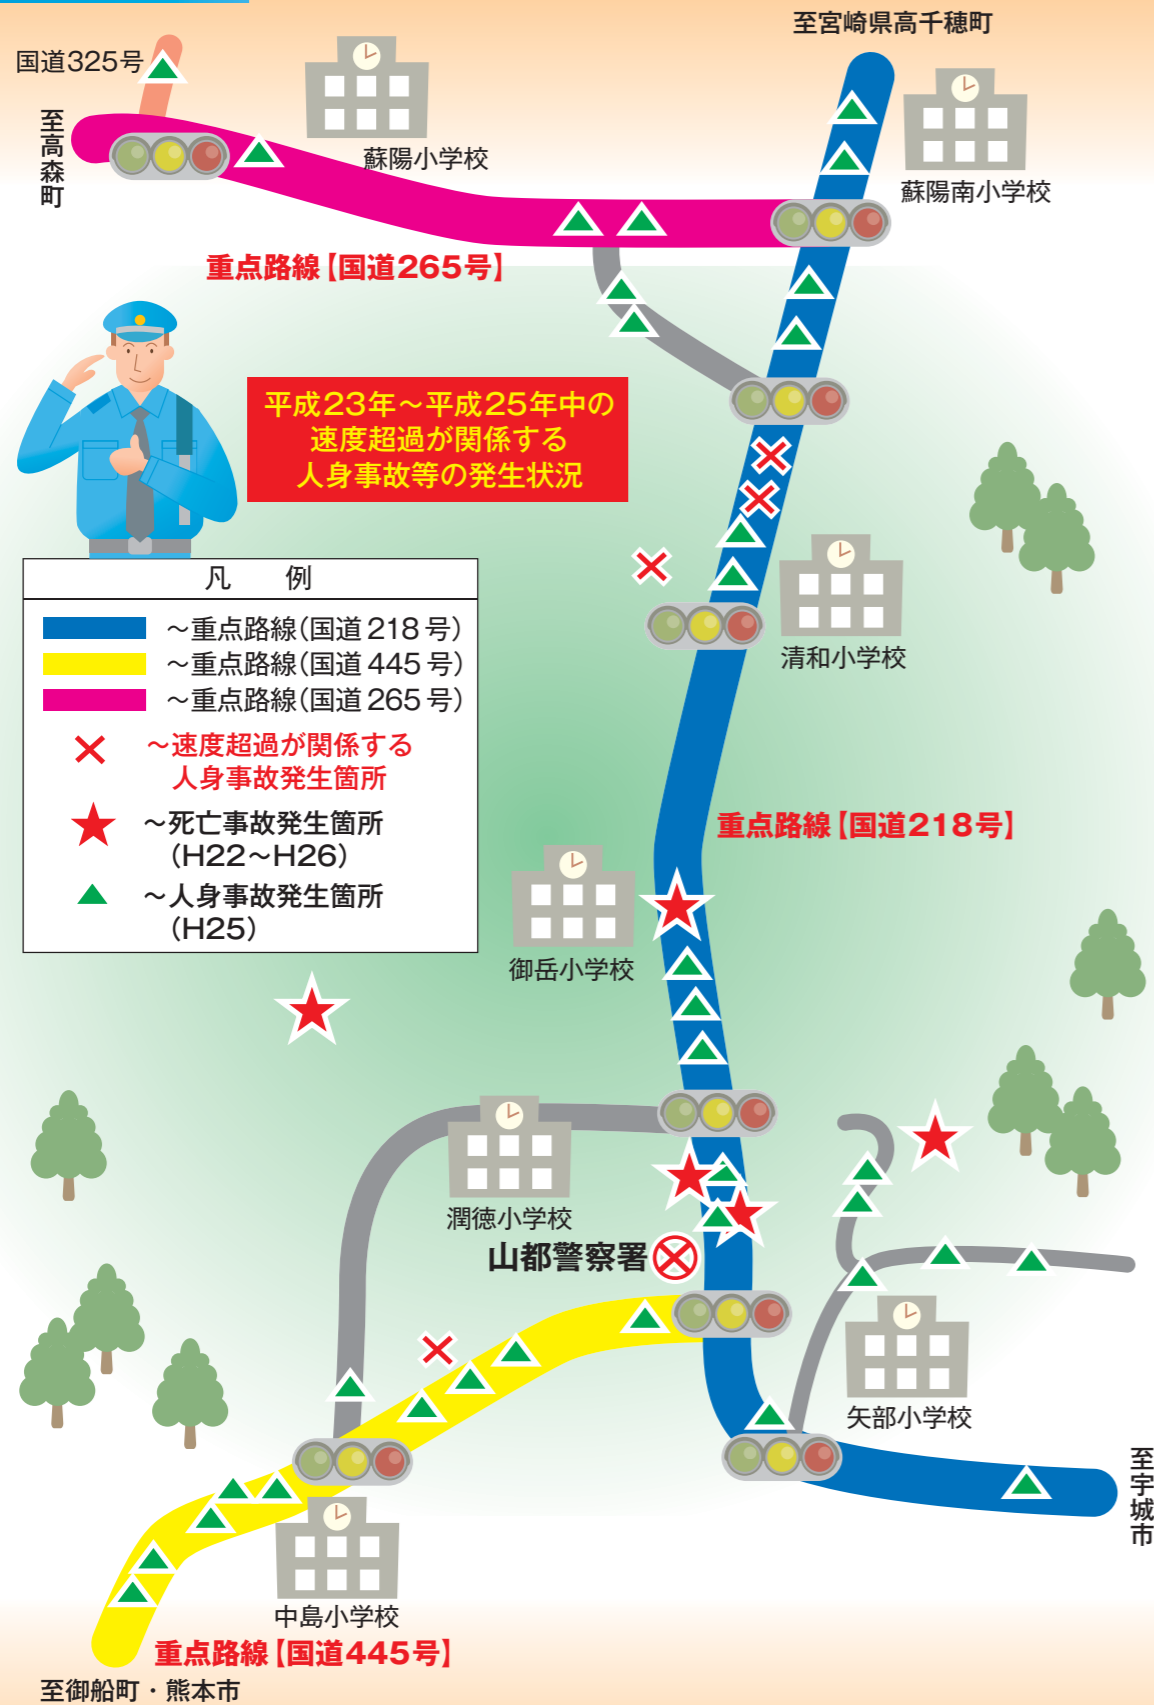 至宮崎県高千穂町
国道325号
至高森町
蘇陽小学校
蘇陽南小学校
重点路線【国道265号】
平成23年～平成25年中の
速度超過が関係する
人身事故等の発生状況
凡　例
～重点路線（国道218号）
～重点路線（国道445号）
～重点路線（国道265号）
～速度超過が関係する
人身事故発生箇所
～死亡事故発生箇所
（H22～H26）
～人身事故発生箇所
（H25）
清和小学校
重点路線【国道218号】
御岳小学校
潤徳小学校
山都警察署
矢部小学校
至宇城市
中島小学校
重点路線【国道445号】
至御船町・熊本市